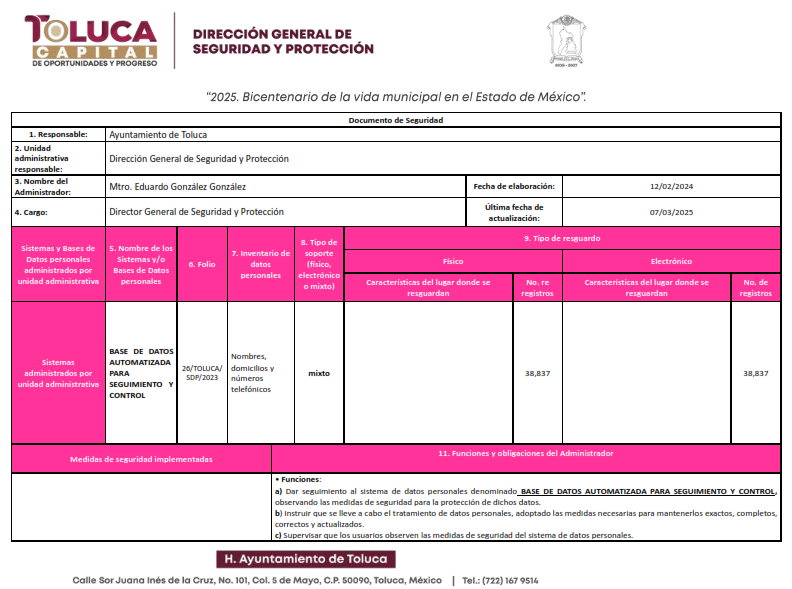 TOLUCA
CAPITAL
DE OPORTUNIDADES Y PROGRESO
DIRECCIÓN GENERAL DE
SEGURIDAD Y PROTECCIÓN
“2025. Bicentenario de la vida municipal en el Estado de México”.
Documento de Seguridad
1. Responsable:
Ayuntamiento de Toluca
2. Unidad
administrativa
responsable:
Dirección General de Seguridad y Protección
3. Nombre del
Administrador:
Mtro. Eduardo González González
Fecha de elaboración:
12/02/2024
4. Cargo:
Director General de Seguridad y Protección
Última fecha de
actualización:
07/03/2025
Sistemas y Bases de
Datos personales
administrados por
unidad administrativa
5. Nombre de los
Sistemas y/o
Bases de Datos
personales
6. Folio
7. Inventario de
datos
personales
8. Tipo de
soporte
(físico,
electrónico
o mixto)
9. Tipo de resguardo
Físico
Electrónico
Características del lugar donde se
resguardan
No. re
registros
Características del lugar donde se
resguardan
No. de
registros
Sistemas
administrados por
unidad administrativa
BASE DE DATOS
AUTOMATIZADA
PARA
SEGUIMIENTO Y
CONTROL
26/TOLUCA/
SDP/2023
Nombres,
domicilios y
números
telefónicos
mixto
38,837
38,837
Medidas de seguridad implementadas
11. Funciones y obligaciones del Administrador
• Funciones:
a) Dar seguimiento al sistema de datos personales denominado BASE DE DATOS AUTOMATIZADA PARA SEGUIMIENTO Y CONTROL,
observando las medidas de seguridad para la protección de dichos datos.
b) Instruir que se lleve a cabo el tratamiento de datos personales, adoptado las medidas necesarias para mantenerlos exactos, completos,
correctos y actualizados.
c) Supervisar que los usuarios observen las medidas de seguridad del sistema de datos personales.
H. Ayuntamiento de Toluca
Calle Sor Juana Inés de la Cruz, No. 101, Col. 5 de Mayo, C.P. 50090, Toluca, México | Tel.: (722) 167 9514